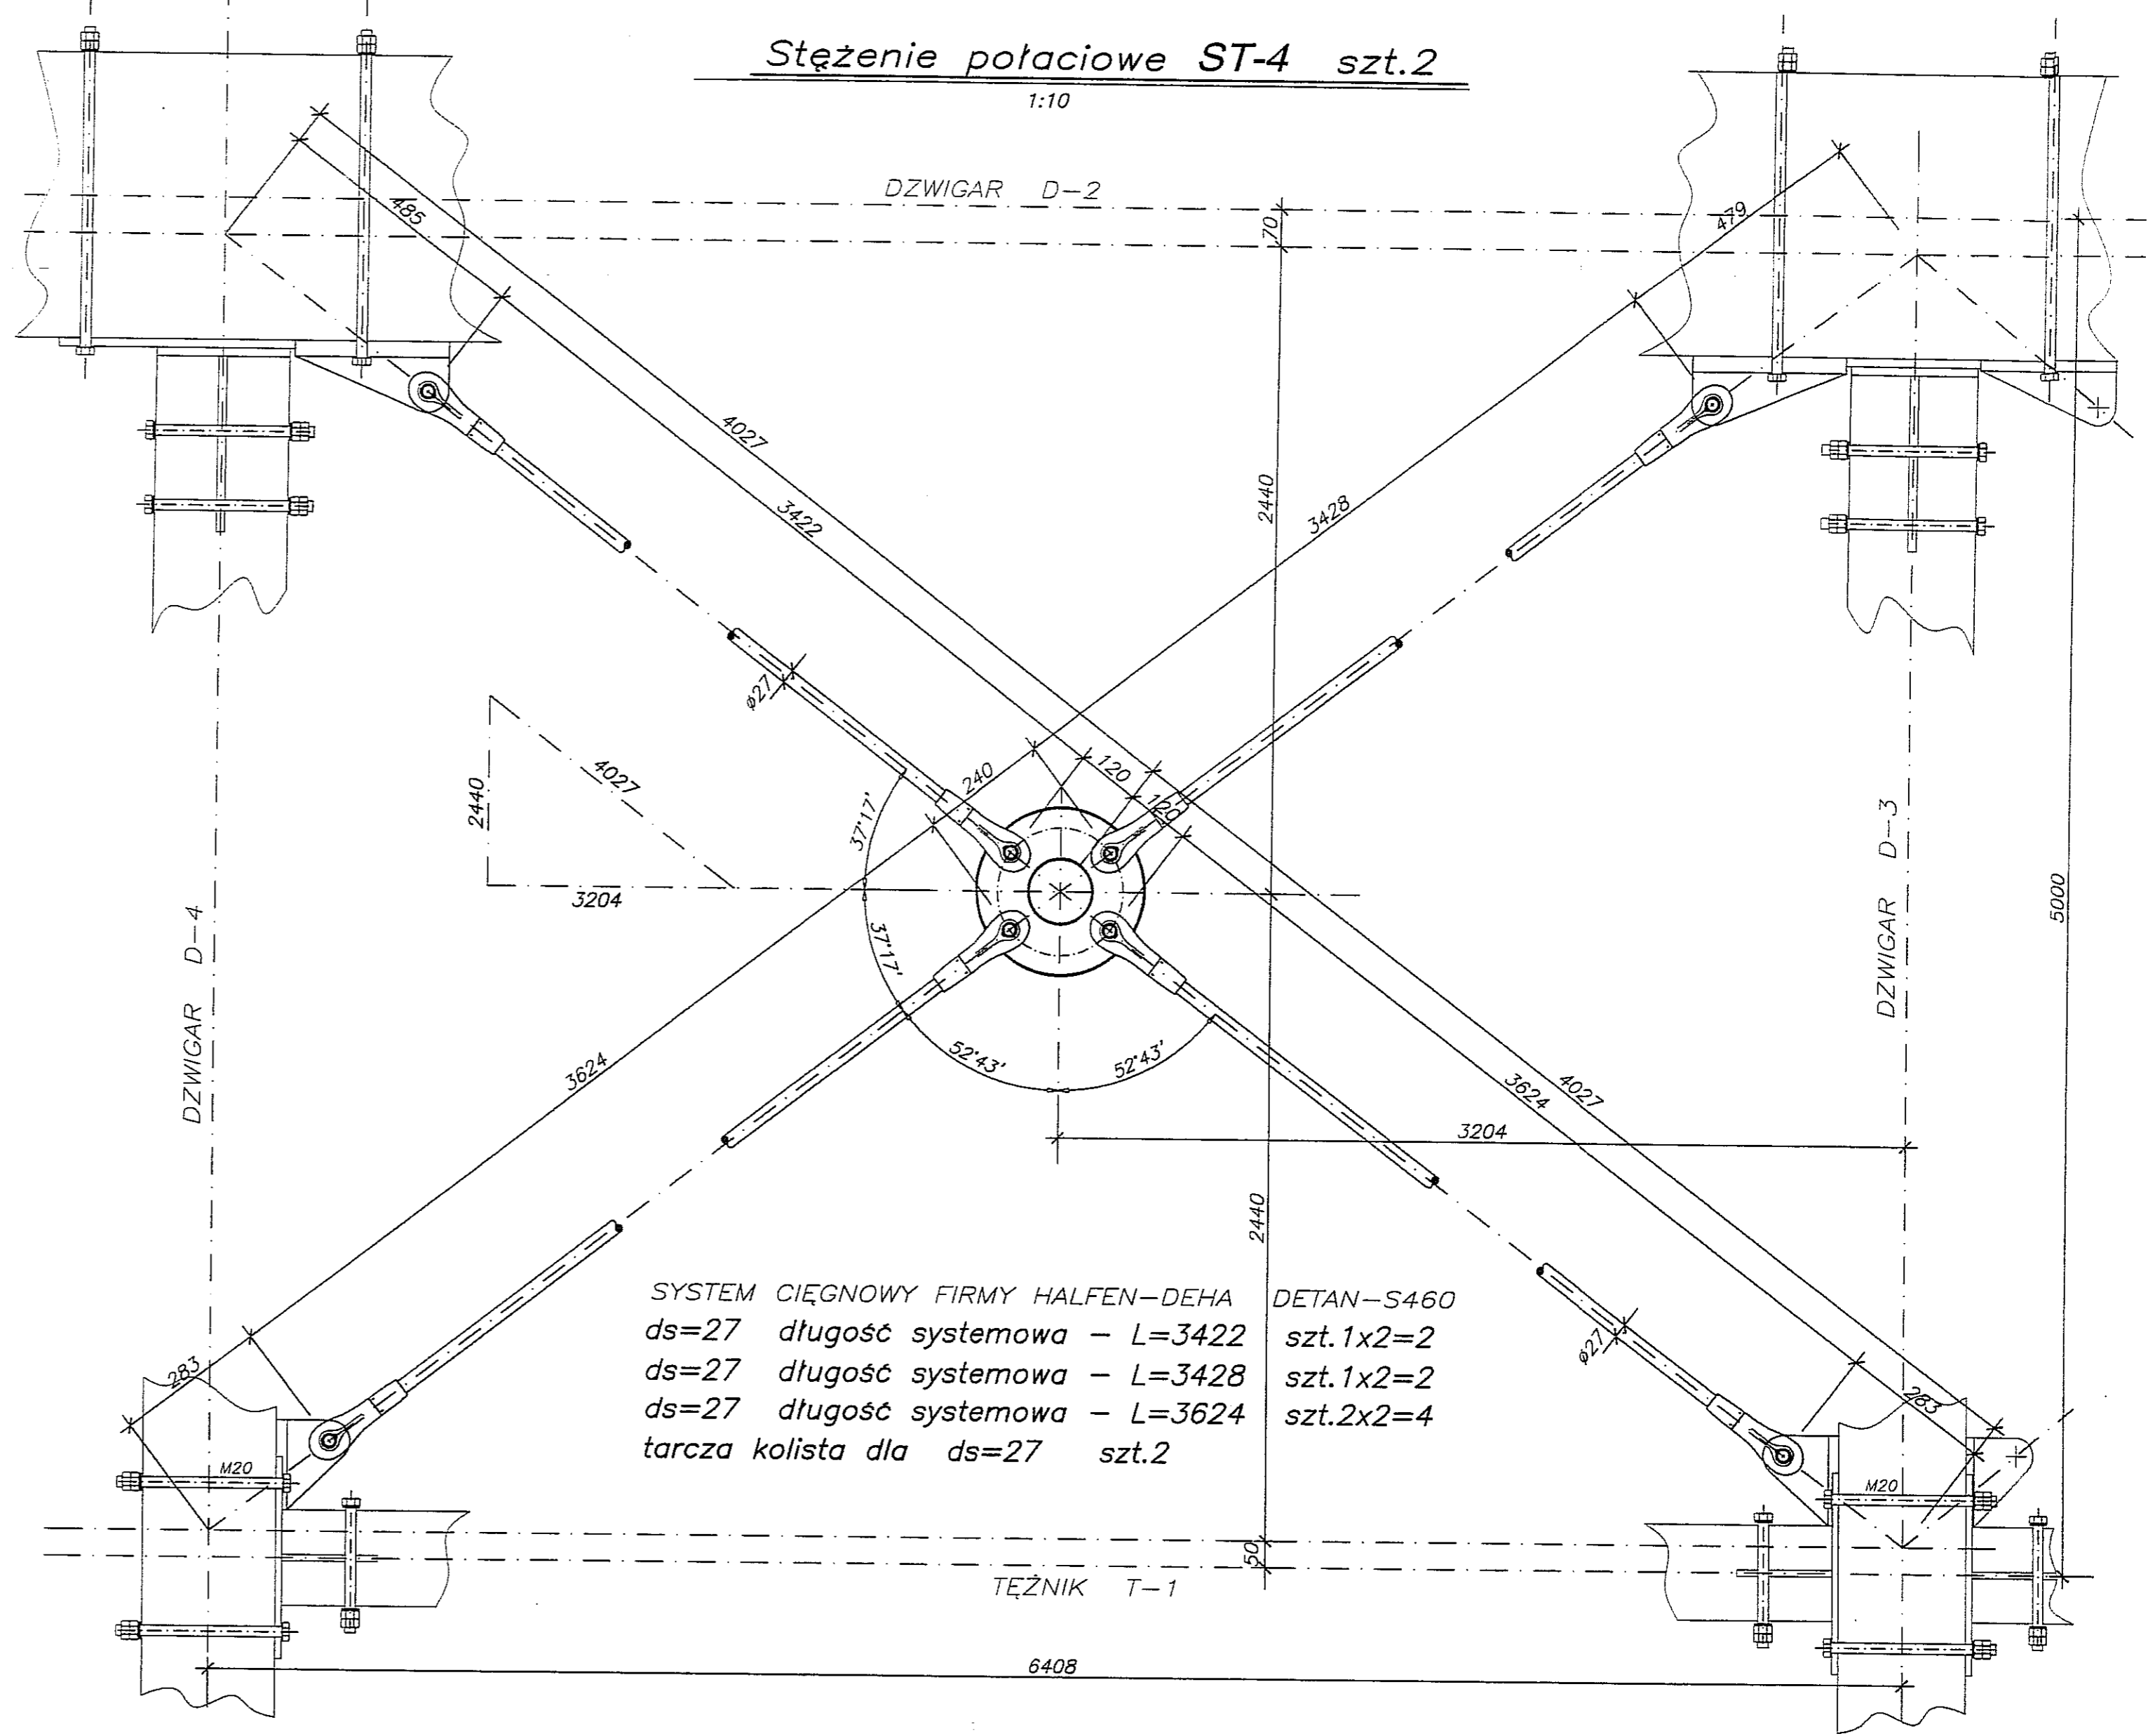 Stężenie połaciowe ST-4 szt.2
1:10
DZWIGAR D-2
485
70
479
4027
3422
2440
3428
ø27
2440
4027
3204
240
120
120
37°17'
37°17'
52°43'
52°43'
DZWIGAR D-4
DZWIGAR D-3
5000
3624
3624
4027
3204
2440
SYSTEM CIĘGNOWY FIRMY HALFEN-DEHA DETAN-S460
ds=27 długość systemowa - L=3422 szt.1x2=2
ds=27 długość systemowa - L=3428 szt.1x2=2
ds=27 długość systemowa - L=3624 szt.2x2=4
tarcza kolista dla ds=27 szt.2
ø27
283
283
M20
M20
50
TĘŻNIK T-1
6408